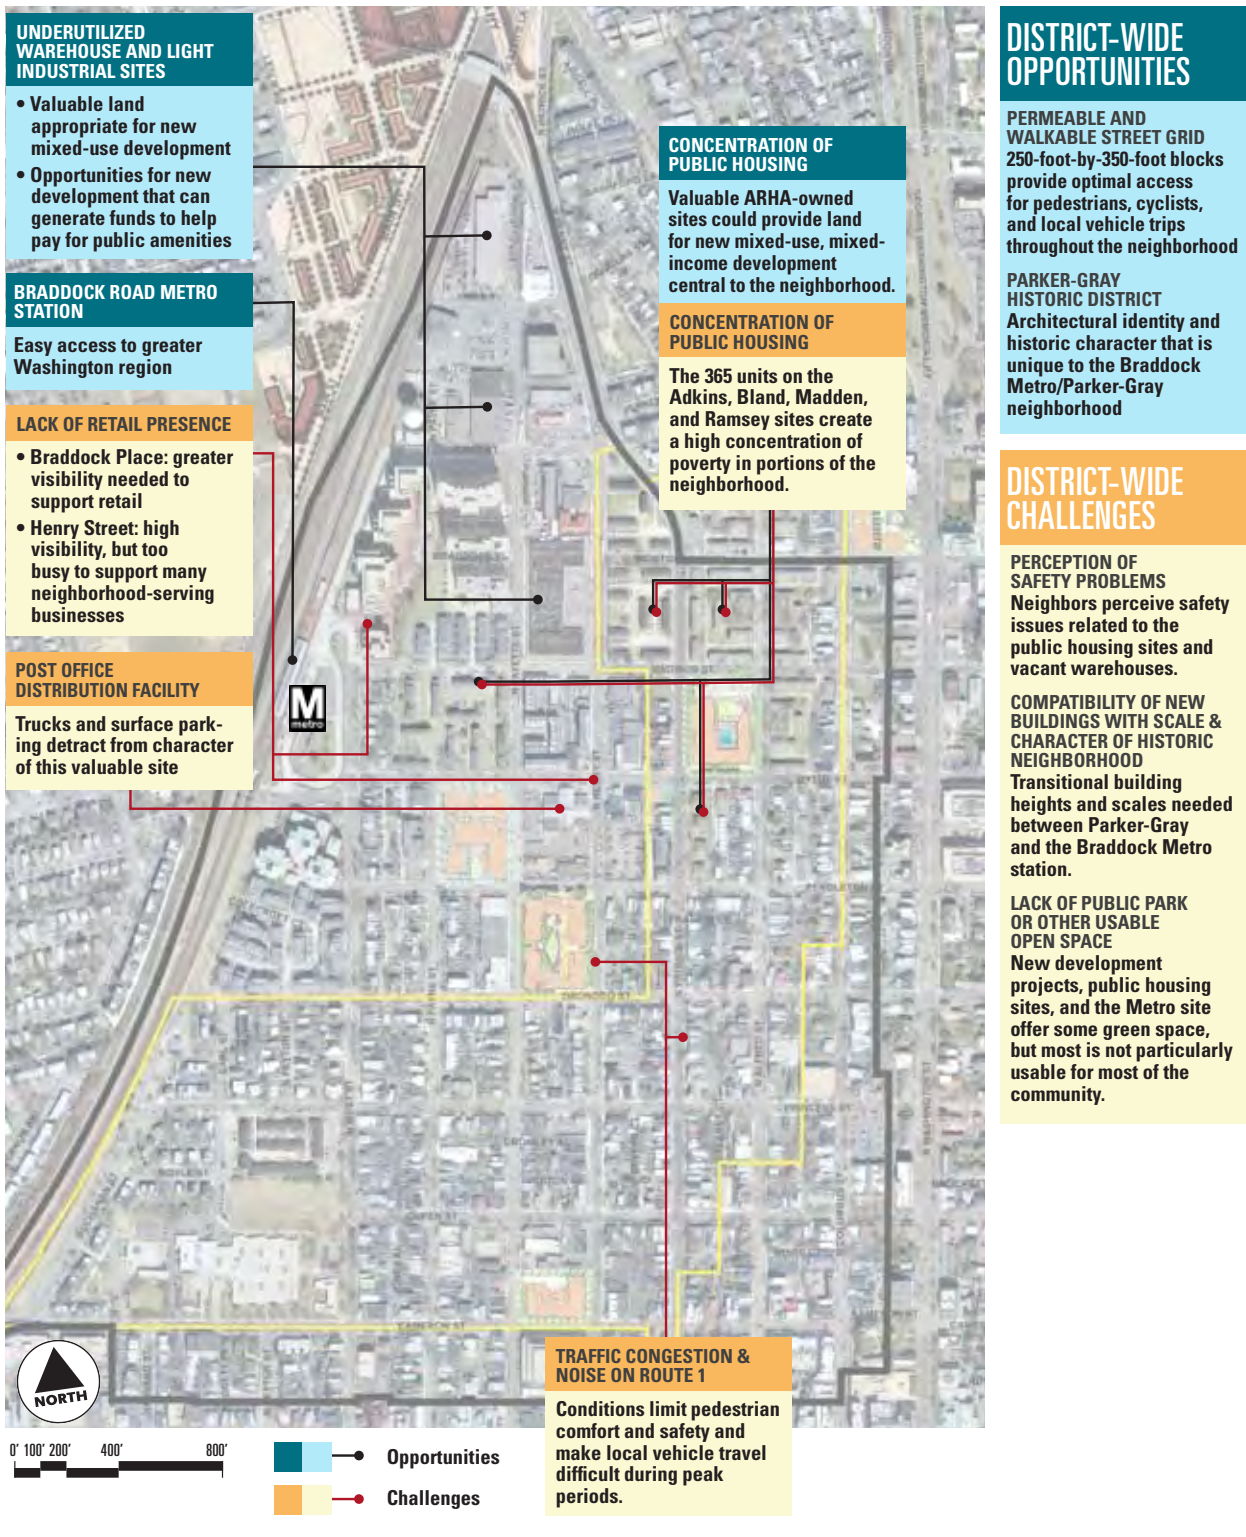 UNDERUTILIZED
WAREHOUSE AND LIGHT
INDUSTRIAL SITES
• Valuable land
appropriate for new
mixed-use development
• Opportunities for new
development that can
generate funds to help
pay for public amenities
BRADDOCK ROAD METRO
STATION
Easy access to greater
Washington region
LACK OF RETAIL PRESENCE
• Braddock Place: greater
visibility needed to
support retail
• Henry Street: high
visibility, but too
busy to support many
neighborhood-serving
businesses
POST OFFICE
DISTRIBUTION FACILITY
Trucks and surface park-
ing detract from character
of this valuable site
CONCENTRATION OF
PUBLIC HOUSING
Valuable ARHA-owned
sites could provide land
for new mixed-use, mixed-
income development
central to the neighborhood.
CONCENTRATION OF
PUBLIC HOUSING
The 365 units on the
Adkins, Bland, Madden,
and Ramsey sites create
a high concentration of
poverty in portions of the
neighborhood.
M
metro
PENDLETON ST
ORONOCO ST
PRINCESS ST
QUEEN ST
CAMERON ST
TRAFFIC CONGESTION &
NOISE ON ROUTE 1
Conditions limit pedestrian
comfort and safety and
make local vehicle travel
difficult during peak
periods.
NORTH
0' 100' 200' 400' 800'
Opportunities
Challenges
DISTRICT-WIDE
OPPORTUNITIES
PERMEABLE AND
WALKABLE STREET GRID
250-foot-by-350-foot blocks
provide optimal access
for pedestrians, cyclists,
and local vehicle trips
throughout the neighborhood
PARKER-GRAY
HISTORIC DISTRICT
Architectural identity and
historic character that is
unique to the Braddock
Metro/Parker-Gray
neighborhood
DISTRICT-WIDE
CHALLENGES
PERCEPTION OF
SAFETY PROBLEMS
Neighbors perceive safety
issues related to the
public housing sites and
vacant warehouses.
COMPATIBILITY OF NEW
BUILDINGS WITH SCALE &
CHARACTER OF HISTORIC
NEIGHBORHOOD
Transitional building
heights and scales needed
between Parker-Gray
and the Braddock Metro
station.
LACK OF PUBLIC PARK
OR OTHER USABLE
OPEN SPACE
New development
projects, public housing
sites, and the Metro site
offer some green space,
but most is not particularly
usable for most of the
community.